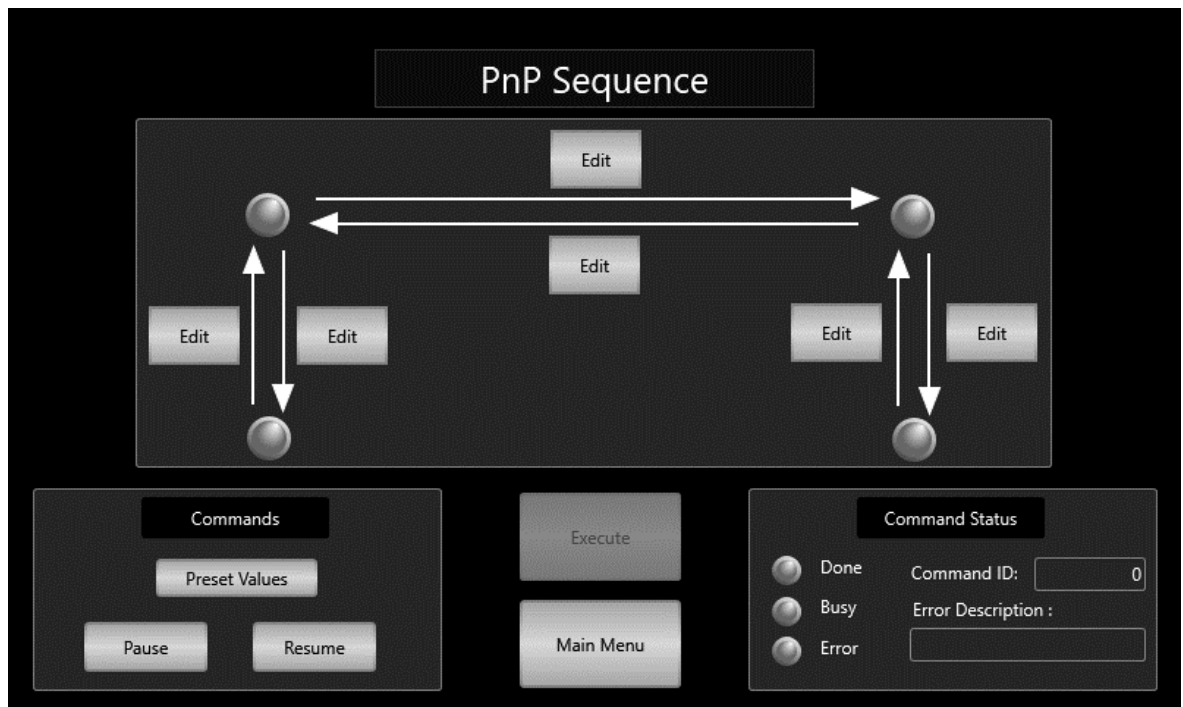 PnP Sequence
Edit
Edit
Edit
Edit
Edit
Edit
Commands
Preset Values
Pause
Resume
Execute
Main Menu
Command Status
Done
Command ID:
0
Busy
Error Description :
Error